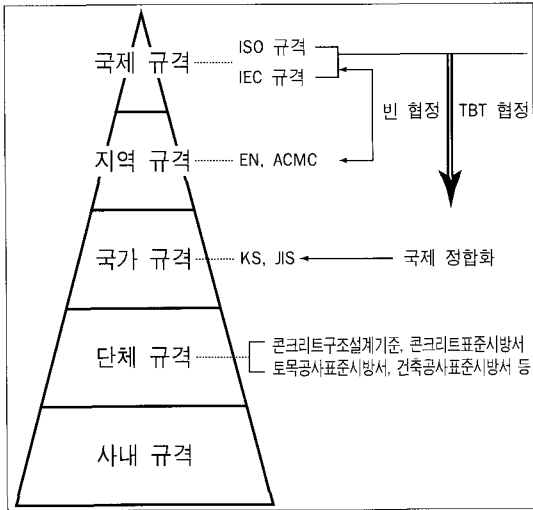 국제 규격
ISO 규격
IEC 규격
빈 협정
TBT 협정
지역 규격
EN, ACMC
국가 규격
KS, JIS
국제 정합화
단체 규격
콘크리트구조설계기준, 콘크리트표준시방서
토목공사표준시방서, 건축공사표준시방서 등
사내 규격